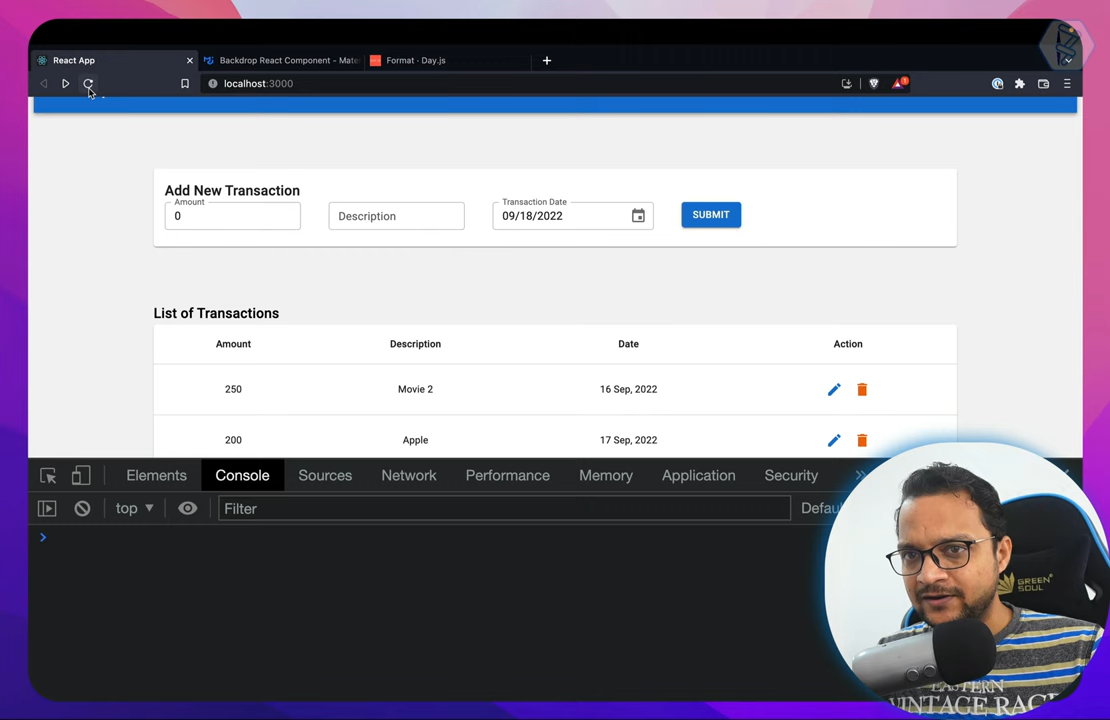 React App
Backdrop React Component - Mate
Format · Day.js
localhost:3000
1
Add New Transaction
Amount
0
Description
Transaction Date
09/18/2022
SUBMIT
List of Transactions
Amount Description Date Action
250 Movie 2 16 Sep, 2022
200 Apple 17 Sep, 2022
Elements Console Sources Network Performance Memory Application Security
top Filter Defau
GREEN
SOUL
EASTERN
VINTAGE RAC